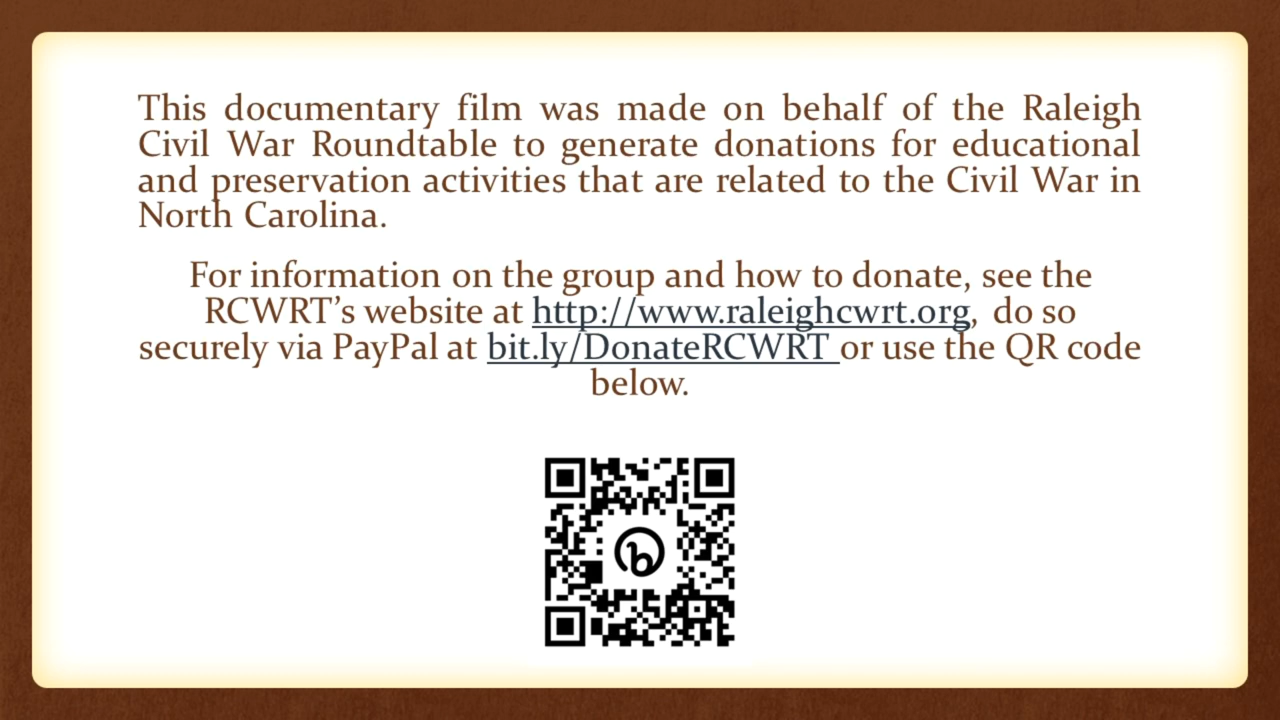 This documentary film was made on behalf of the Raleigh
Civil War Roundtable to generate donations for educational
and preservation activities that are related to the Civil War in
North Carolina.
For information on the group and how to donate, see the
RCWRT’s website at http://www.raleighcwrt.org, do so
securely via PayPal at bit.ly/DonateRCWRT or use the QR code
below.
b